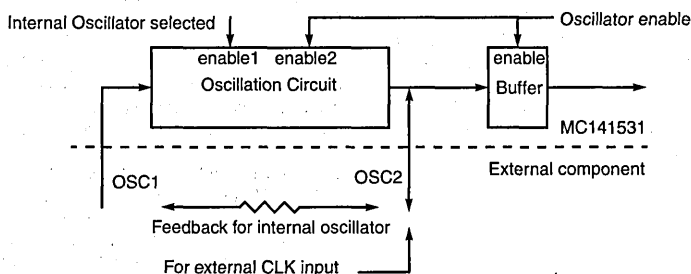 Internal Oscillator selected
Oscillator enable
enable1 enable2
enable
Oscillation Circuit
Buffer
MC141531
External component
OSC1
OSC2
Feedback for internal oscillator
For external CLK input